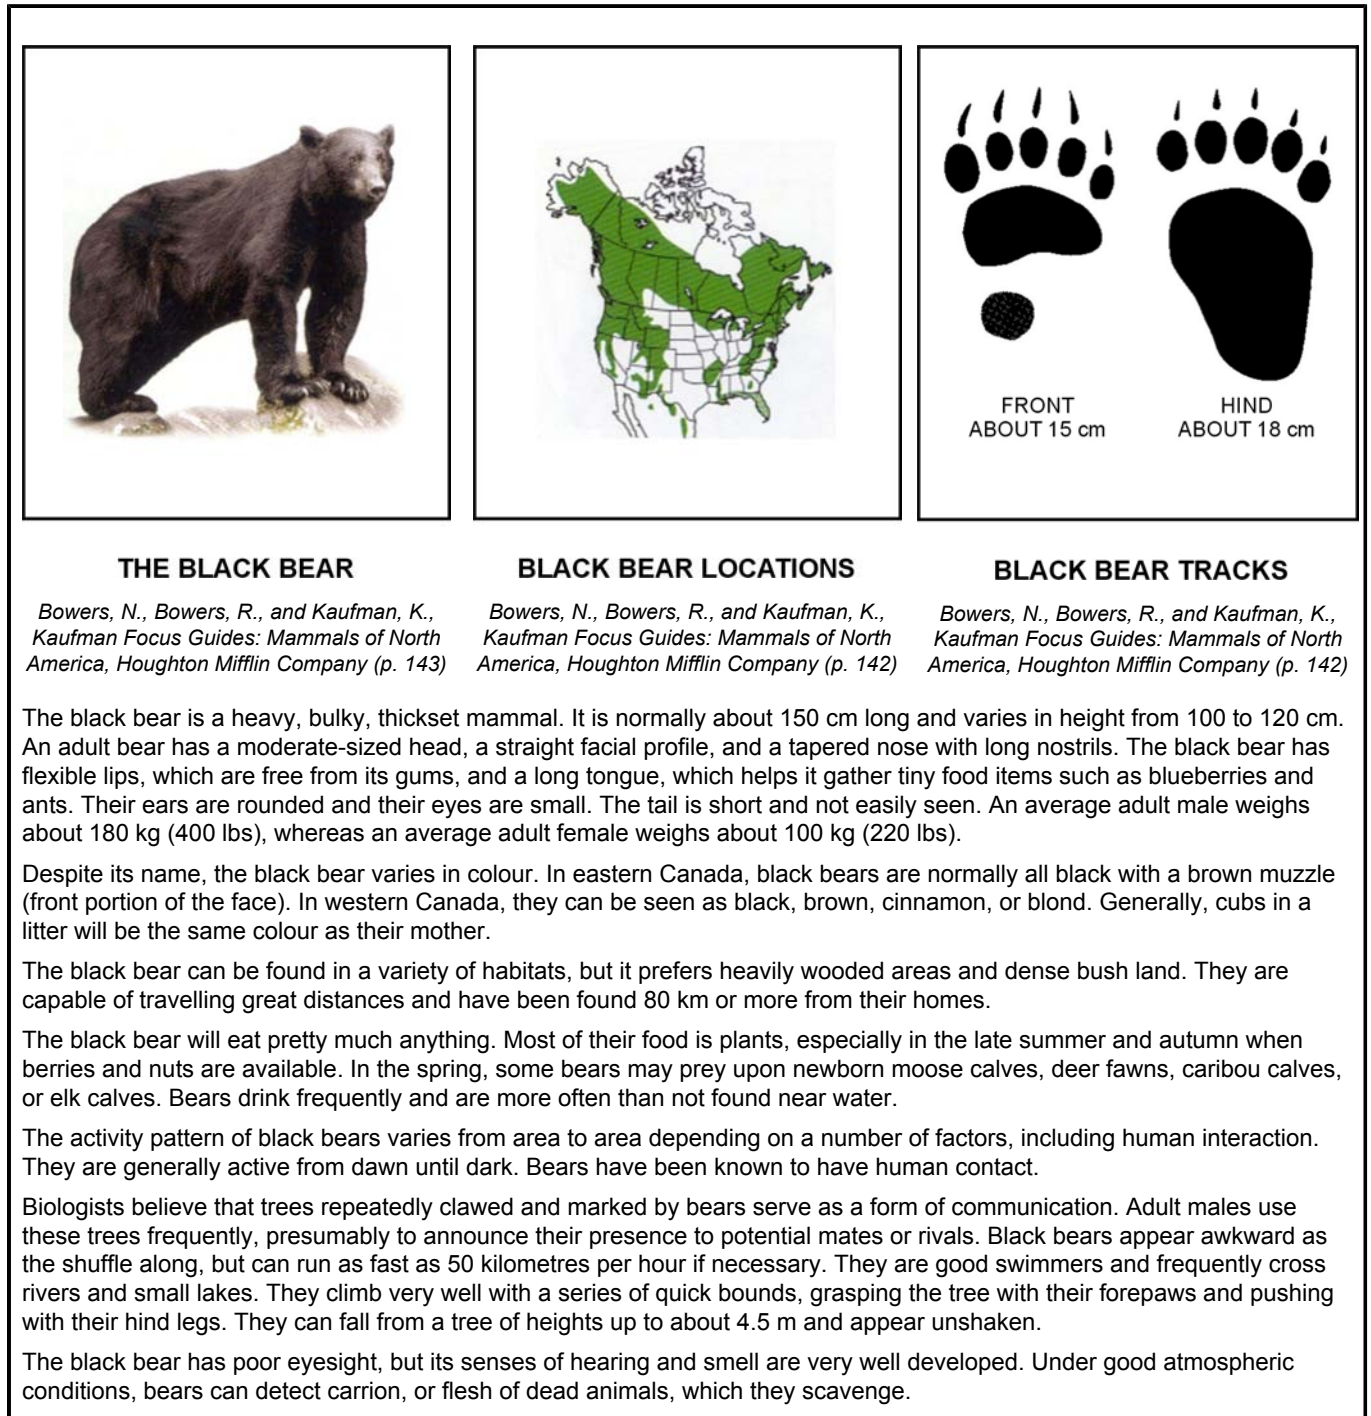 FRONT
ABOUT 15 cm
HIND
ABOUT 18 cm
THE BLACK BEAR
Bowers, N., Bowers, R., and Kaufman, K.,
Kaufman Focus Guides: Mammals of North
America, Houghton Mifflin Company (p. 143)
BLACK BEAR LOCATIONS
Bowers, N., Bowers, R., and Kaufman, K.,
Kaufman Focus Guides: Mammals of North
America, Houghton Mifflin Company (p. 142)
BLACK BEAR TRACKS
Bowers, N., Bowers, R., and Kaufman, K.,
Kaufman Focus Guides: Mammals of North
America, Houghton Mifflin Company (p. 142)
The black bear is a heavy, bulky, thickset mammal. It is normally about 150 cm long and varies in height from 100 to 120 cm.
An adult bear has a moderate-sized head, a straight facial profile, and a tapered nose with long nostrils. The black bear has
flexible lips, which are free from its gums, and a long tongue, which helps it gather tiny food items such as blueberries and
ants. Their ears are rounded and their eyes are small. The tail is short and not easily seen. An average adult male weighs
about 180 kg (400 lbs), whereas an average adult female weighs about 100 kg (220 lbs).
Despite its name, the black bear varies in colour. In eastern Canada, black bears are normally all black with a brown muzzle
(front portion of the face). In western Canada, they can be seen as black, brown, cinnamon, or blond. Generally, cubs in a
litter will be the same colour as their mother.
The black bear can be found in a variety of habitats, but it prefers heavily wooded areas and dense bush land. They are
capable of travelling great distances and have been found 80 km or more from their homes.
The black bear will eat pretty much anything. Most of their food is plants, especially in the late summer and autumn when
berries and nuts are available. In the spring, some bears may prey upon newborn moose calves, deer fawns, caribou calves,
or elk calves. Bears drink frequently and are more often than not found near water.
The activity pattern of black bears varies from area to area depending on a number of factors, including human interaction.
They are generally active from dawn until dark. Bears have been known to have human contact.
Biologists believe that trees repeatedly clawed and marked by bears serve as a form of communication. Adult males use
these trees frequently, presumably to announce their presence to potential mates or rivals. Black bears appear awkward as
the shuffle along, but can run as fast as 50 kilometres per hour if necessary. They are good swimmers and frequently cross
rivers and small lakes. They climb very well with a series of quick bounds, grasping the tree with their forepaws and pushing
with their hind legs. They can fall from a tree of heights up to about 4.5 m and appear unshaken.
The black bear has poor eyesight, but its senses of hearing and smell are very well developed. Under good atmospheric
conditions, bears can detect carrion, or flesh of dead animals, which they scavenge.